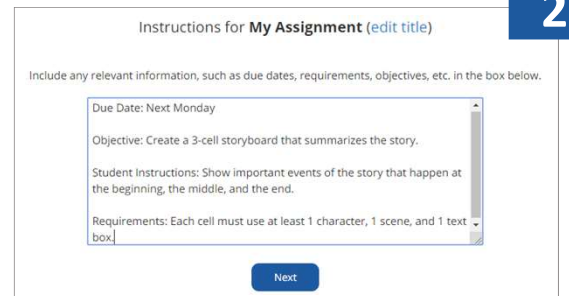 2
Instructions for My Assignment (edit title)
Include any relevant information, such as due dates, requirements, objectives, etc. in the box below.
Due Date: Next Monday
Objective: Create a 3-cell storyboard that summarizes the story.
Student Instructions: Show important events of the story that happen at
the beginning, the middle, and the end.
Requirements: Each cell must use at least 1 character, 1 scene, and 1 text
box.
Next